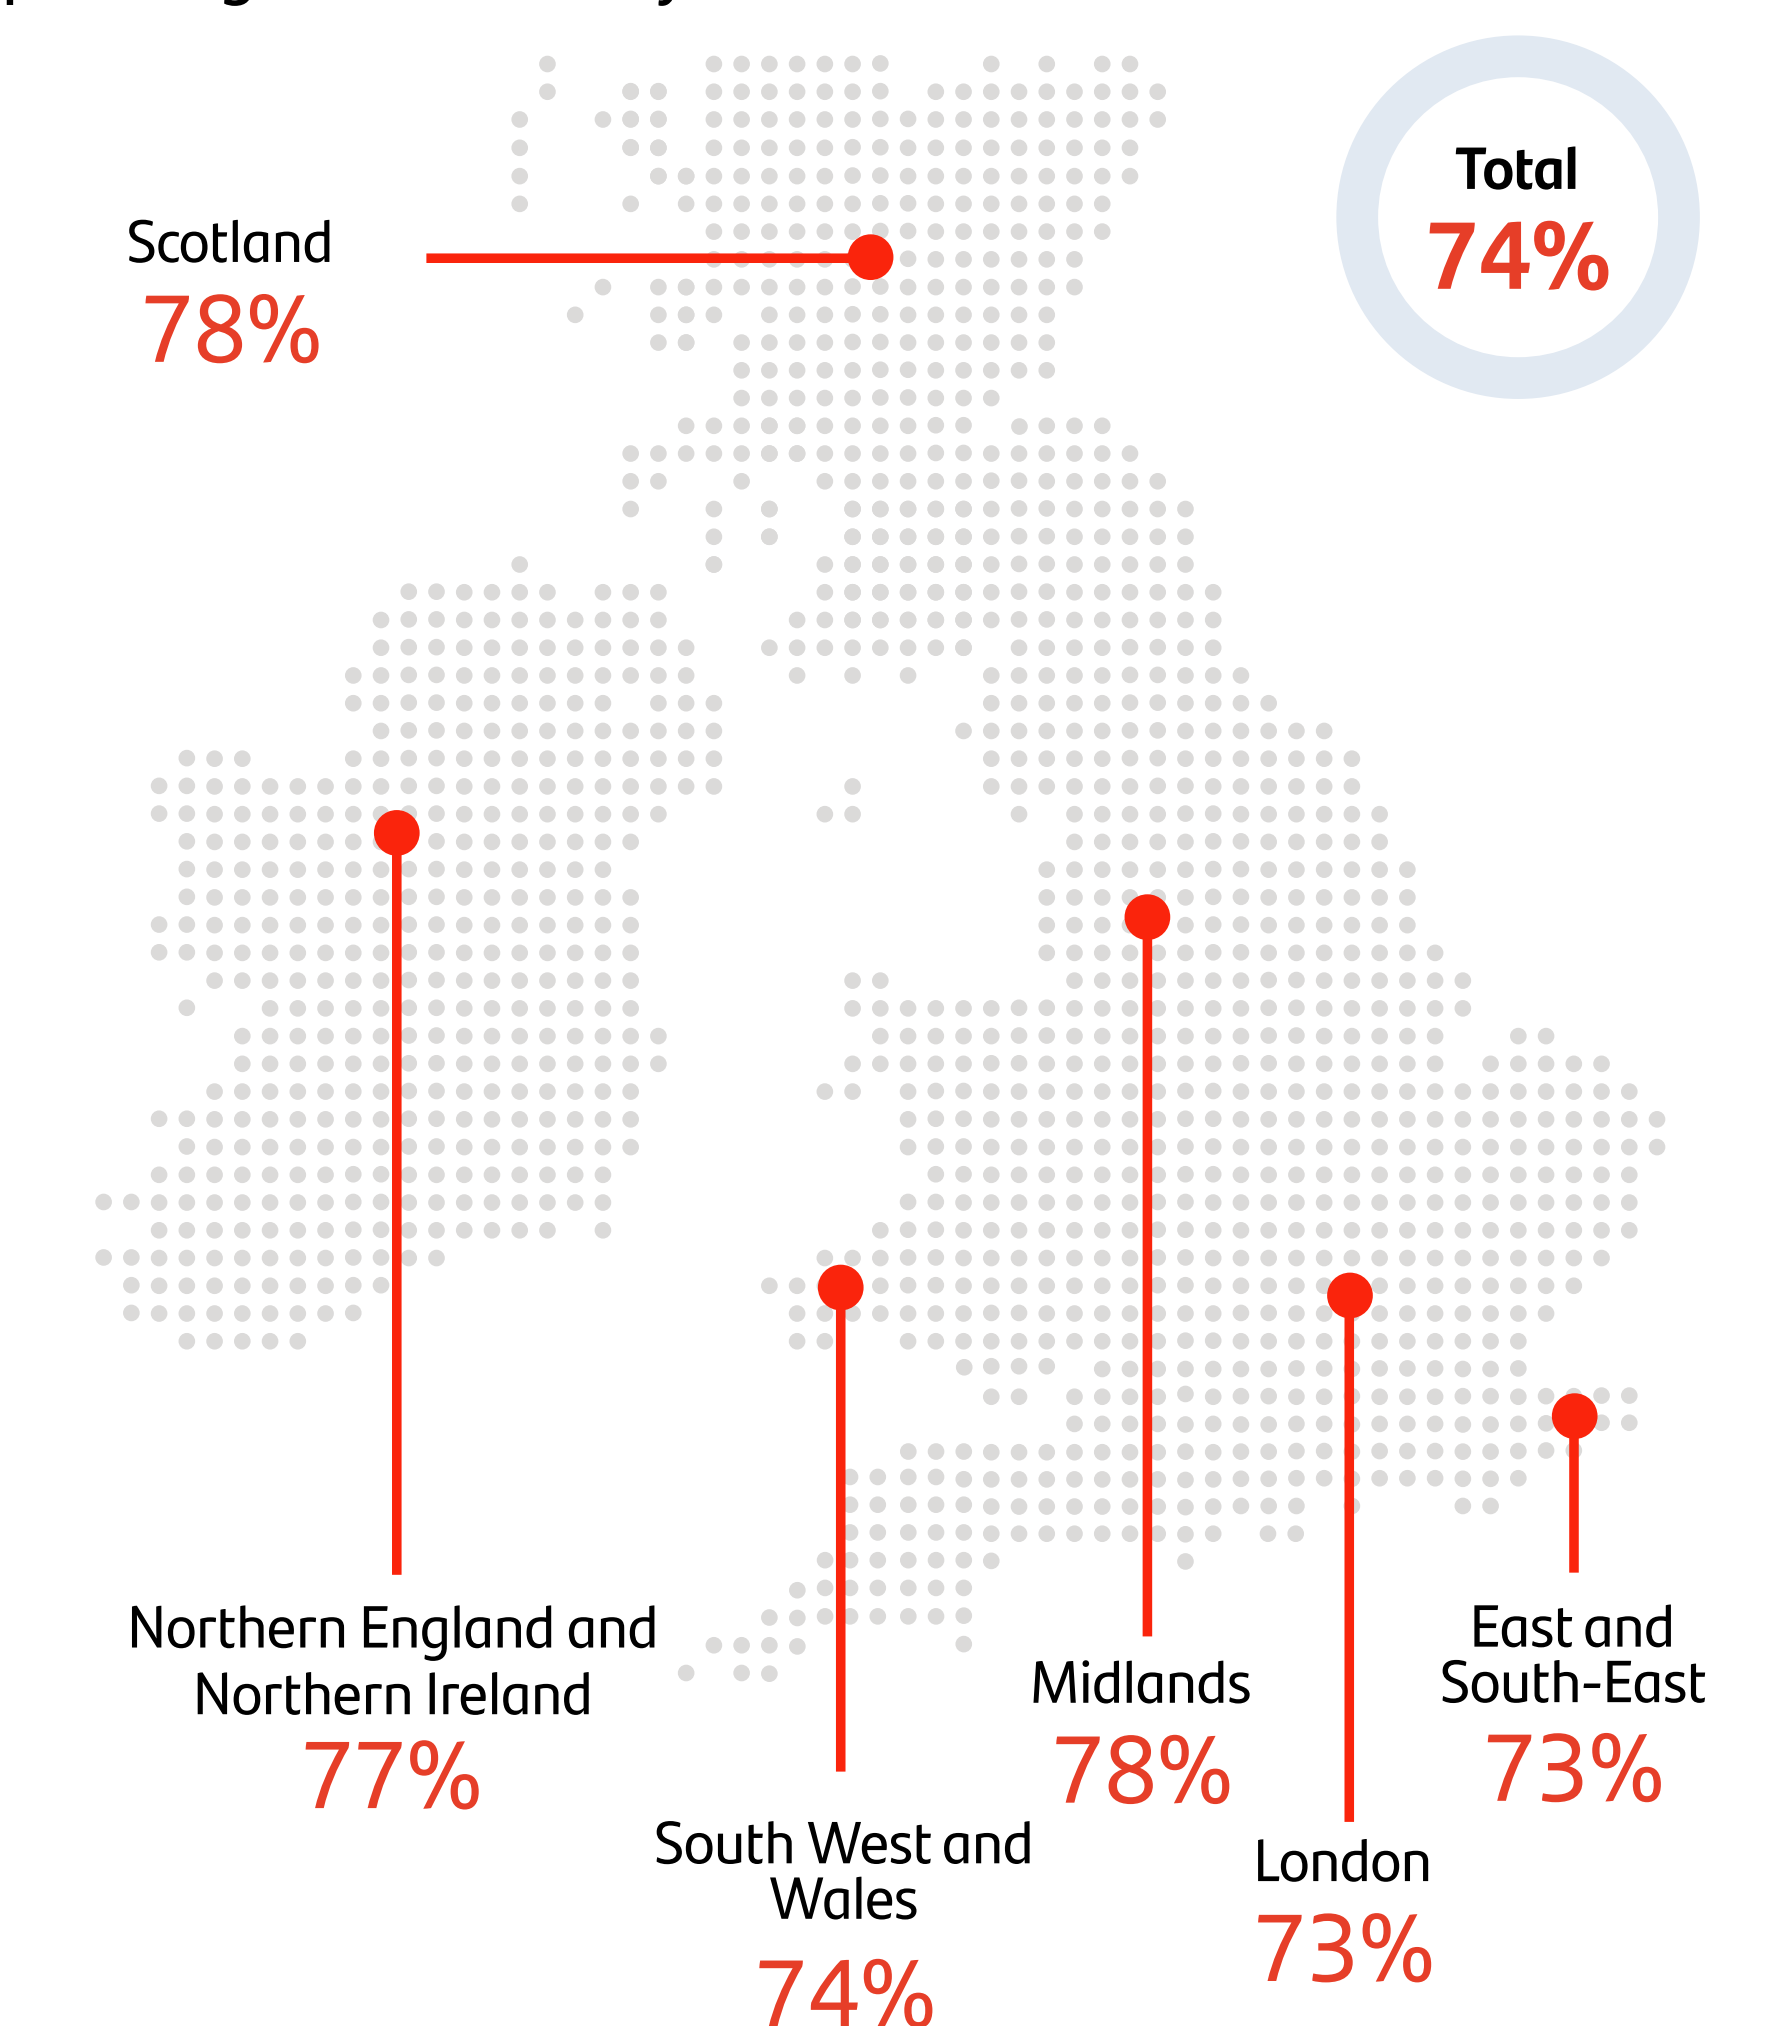 Total
74%
Scotland
78%
Northern England and
Northern Ireland
77%
South West and
Wales
74%
Midlands
78%
London
73%
East and
South-East
73%